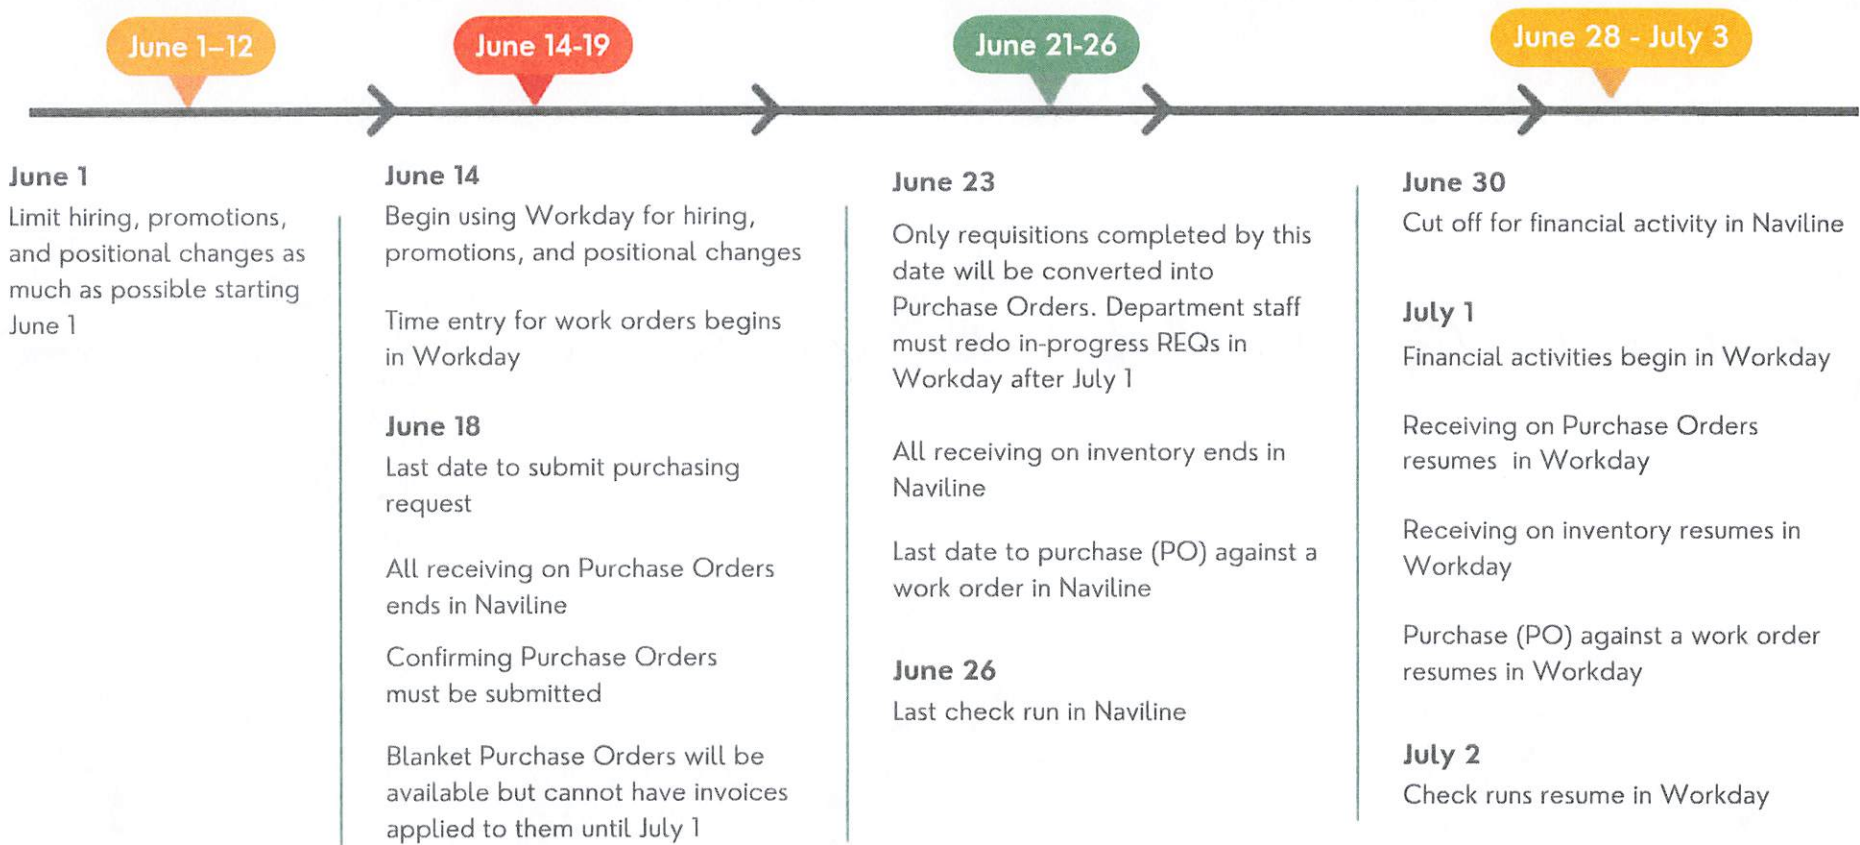 June 1–12
June 14-19
June 21-26
June 28 - July 3
June 1
Limit hiring, promotions,
and positional changes as
much as possible starting
June 1
June 14
Begin using Workday for hiring,
promotions, and positional changes
Time entry for work orders begins
in Workday
June 18
Last date to submit purchasing
request
All receiving on Purchase Orders
ends in Naviline
Confirming Purchase Orders
must be submitted
Blanket Purchase Orders will be
available but cannot have invoices
applied to them until July 1
June 23
Only requisitions completed by this
date will be converted into
Purchase Orders. Department staff
must redo in-progress REQs in
Workday after July 1
All receiving on inventory ends in
Naviline
Last date to purchase (PO) against a
work order in Naviline
June 26
Last check run in Naviline
June 30
Cut off for financial activity in Naviline
July 1
Financial activities begin in Workday
Receiving on Purchase Orders
resumes in Workday
Receiving on inventory resumes in
Workday
Purchase (PO) against a work order
resumes in Workday
July 2
Check runs resume in Workday